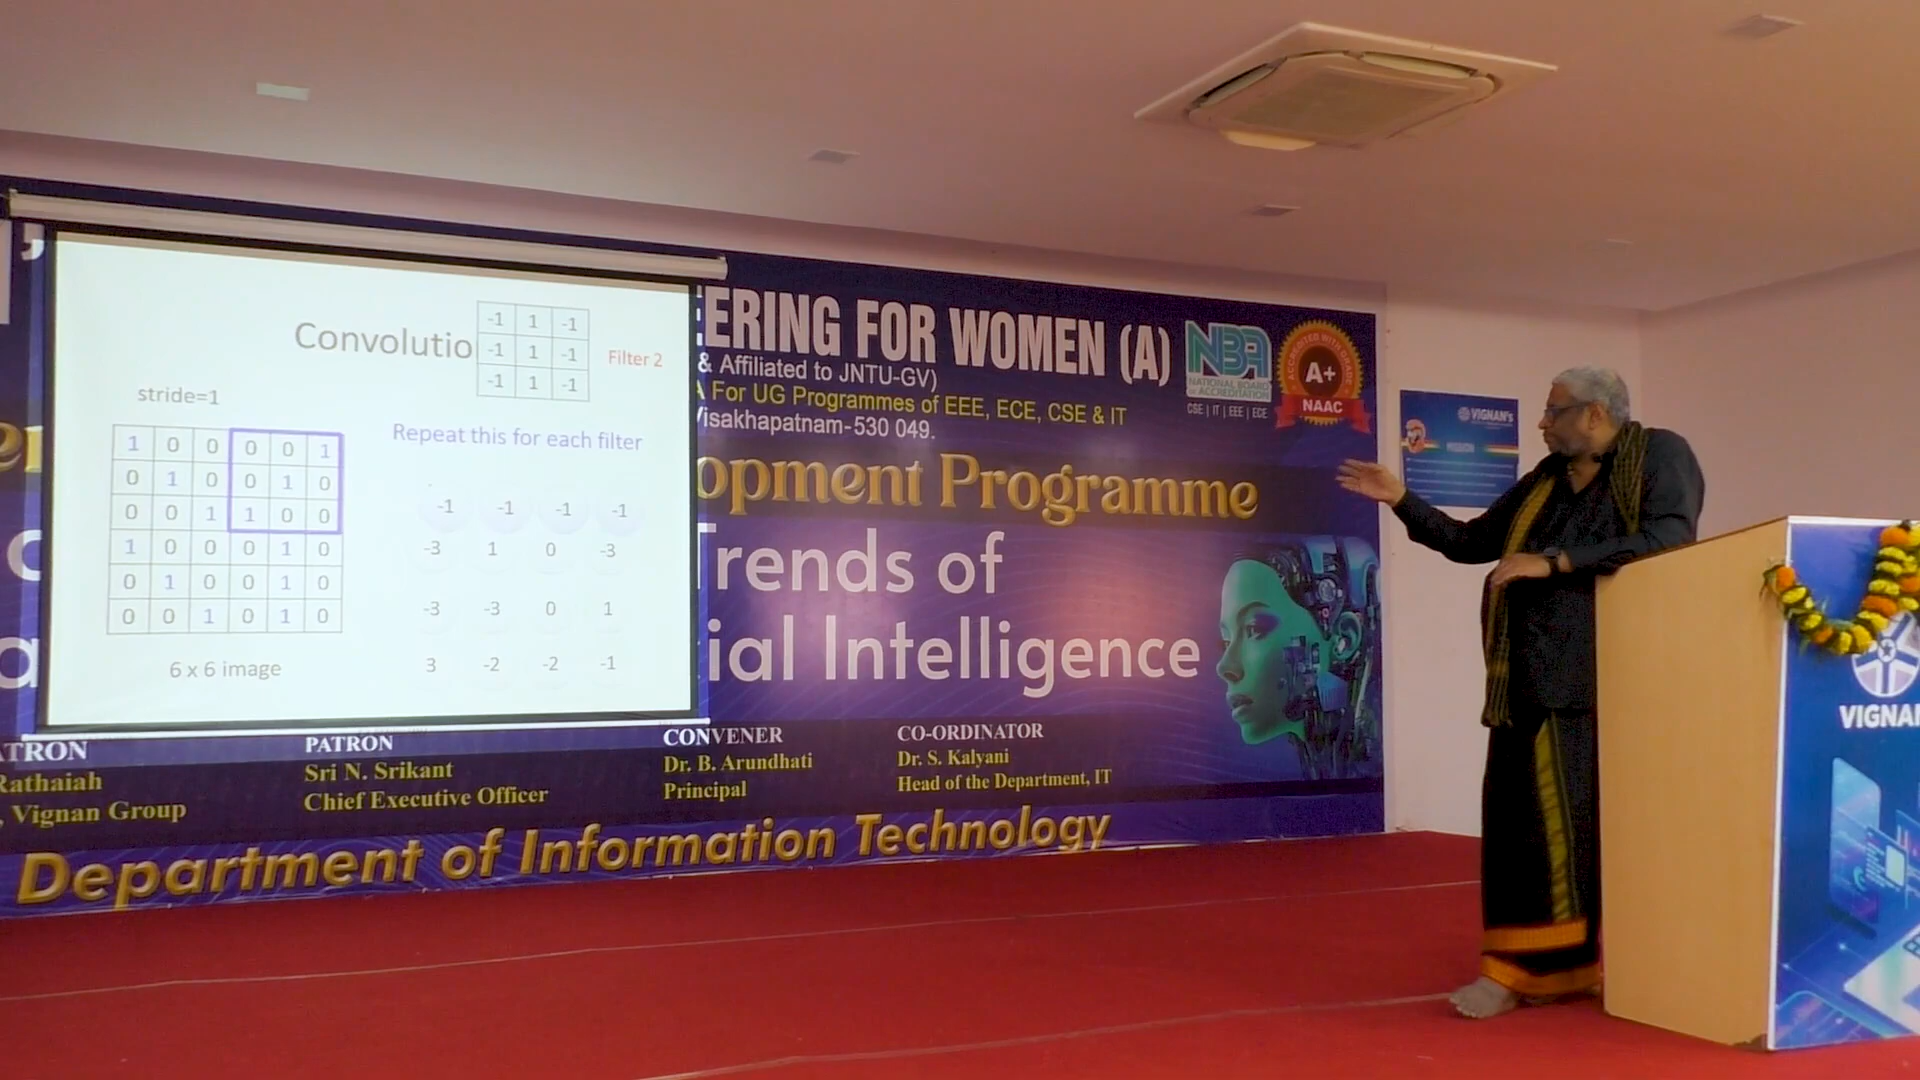 Convolutio
-1 1 -1
-1 1 -1
-1 1 -1
Filter 2
stride=1
Repeat this for each filter
1 0 0 0 0 1
0 1 0 0 1 0
0 0 1 1 0 0
1 0 0 0 1 0
0 1 0 0 1 0
0 0 1 0 1 0
6 x 6 image
-1 -1 -1 -1
-3 1 0 -3
-3 -3 0 1
3 -2 -2 -1
ERING FOR WOMEN (A)
& Affiliated to JNTU-GV)
A For UG Programmes of EEE, ECE, CSE & IT
Visakhapatnam-530 049.
NBA
NATIONAL BOARD
of ACCREDITATION
CSE | IT | EEE | ECE
ACCREDITED WITH GRADE
A+
NAAC
opment Programme
Trends of
ial Intelligence
TRON
Rathaiah
, Vignan Group
PATRON
Sri N. Srikant
Chief Executive Officer
CONVENER
Dr. B. Arundhati
Principal
CO-ORDINATOR
Dr. S. Kalyani
Head of the Department, IT
Department of Information Technology
VIGNAN's
MISSION
VIGNAN